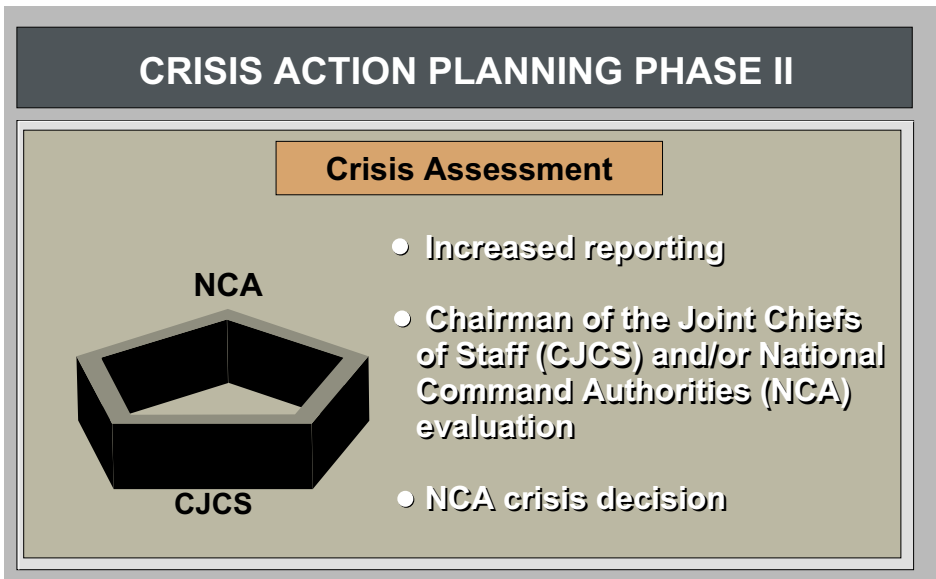 CRISIS ACTION PLANNING PHASE II
Crisis Assessment
NCA
CJCS
● Increased reporting
● Chairman of the Joint Chiefs
of Staff (CJCS) and/or National
Command Authorities (NCA)
evaluation
● NCA crisis decision